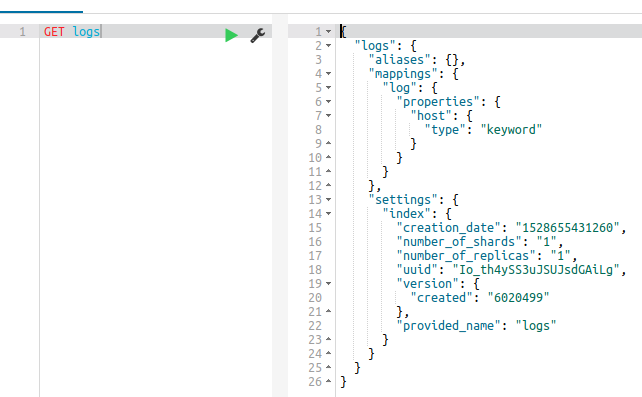 1 GET logs
1 {
2 "logs": {
3 "aliases": {},
4 "mappings": {
5 "log": {
6 "properties": {
7 "host": {
8 "type": "keyword"
9 }
10 }
11 }
12 },
13 "settings": {
14 "index": {
15 "creation_date": "1528655431260",
16 "number_of_shards": "1",
17 "number_of_replicas": "1",
18 "uuid": "Io_th4ySS3uJSUJsdGAiLg",
19 "version": {
20 "created": "6020499"
21 },
22 "provided_name": "logs"
23 }
24 }
25 }
26 }